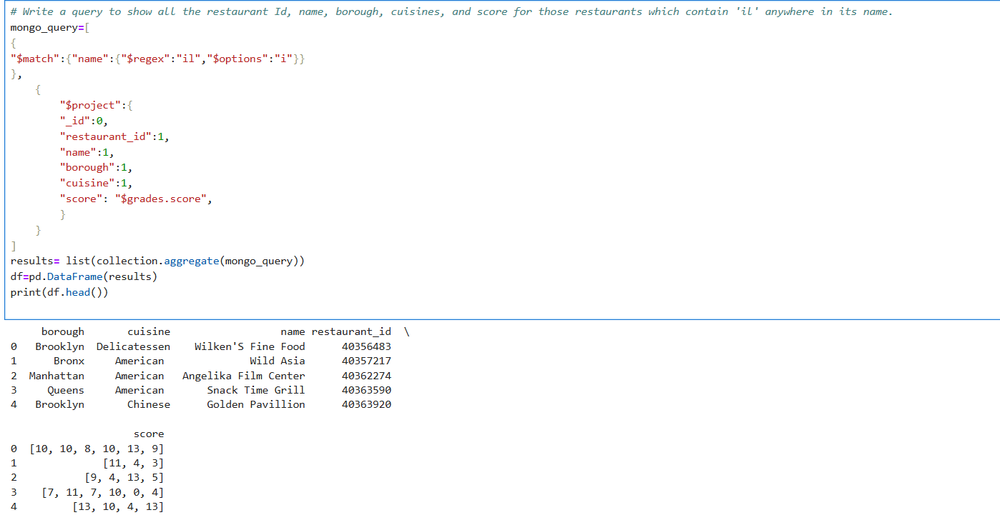 # Write a query to show all the restaurant Id, name, borough, cuisines, and score for those restaurants which contain 'il' anywhere in its name.
mongo_query=[
{
"$match":{"name":{"$regex":"il","$options":"i"}}
},
    {
        "$project":{
        "_id":0,
        "restaurant_id":1,
        "name":1,
        "borough":1,
        "cuisine":1,
        "score": "$grades.score",
        }
    }
]
results= list(collection.aggregate(mongo_query))
df=pd.DataFrame(results)
print(df.head())
     borough       cuisine                  name restaurant_id  \
0   Brooklyn  Delicatessen    Wilken'S Fine Food      40356483
1      Bronx     American              Wild Asia      40357217
2  Manhattan     American   Angelika Film Center      40362274
3     Queens     American       Snack Time Grill      40363590
4   Brooklyn       Chinese      Golden Pavillion      40363920
                    score
0  [10, 10, 8, 10, 13, 9]
1              [11, 4, 3]
2           [9, 4, 13, 5]
3    [7, 11, 7, 10, 0, 4]
4         [13, 10, 4, 13]